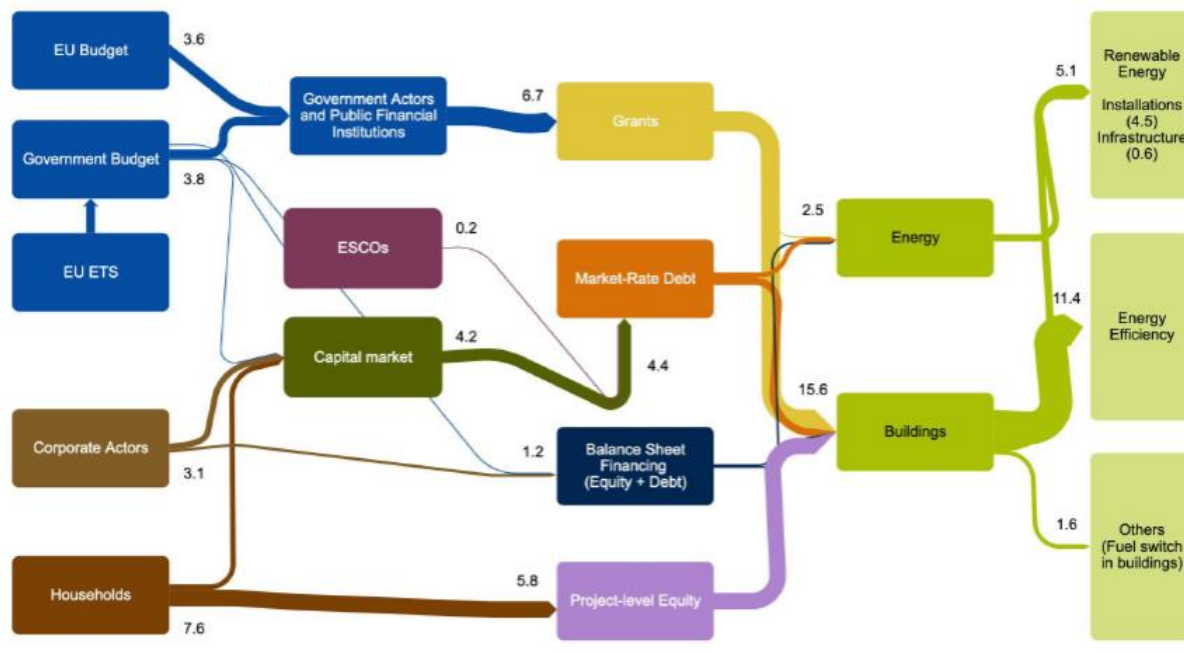 EU Budget
3.6
Government Budget
3.8
EU ETS
Corporate Actors
3.1
Households
7.6
Government Actors
and Public Financial
Institutions
6.7
ESCOs
0.2
Capital market
4.2
4.4
1.2
5.8
Grants
Market-Rate Debt
Balance Sheet
Financing
(Equity + Debt)
Project-level Equity
2.5
Energy
15.6
Buildings
5.1
11.4
1.6
Renewable
Energy
Installations
(4.5)
Infrastructure
(0.6)
Energy
Efficiency
Others
(Fuel switch
in buildings)